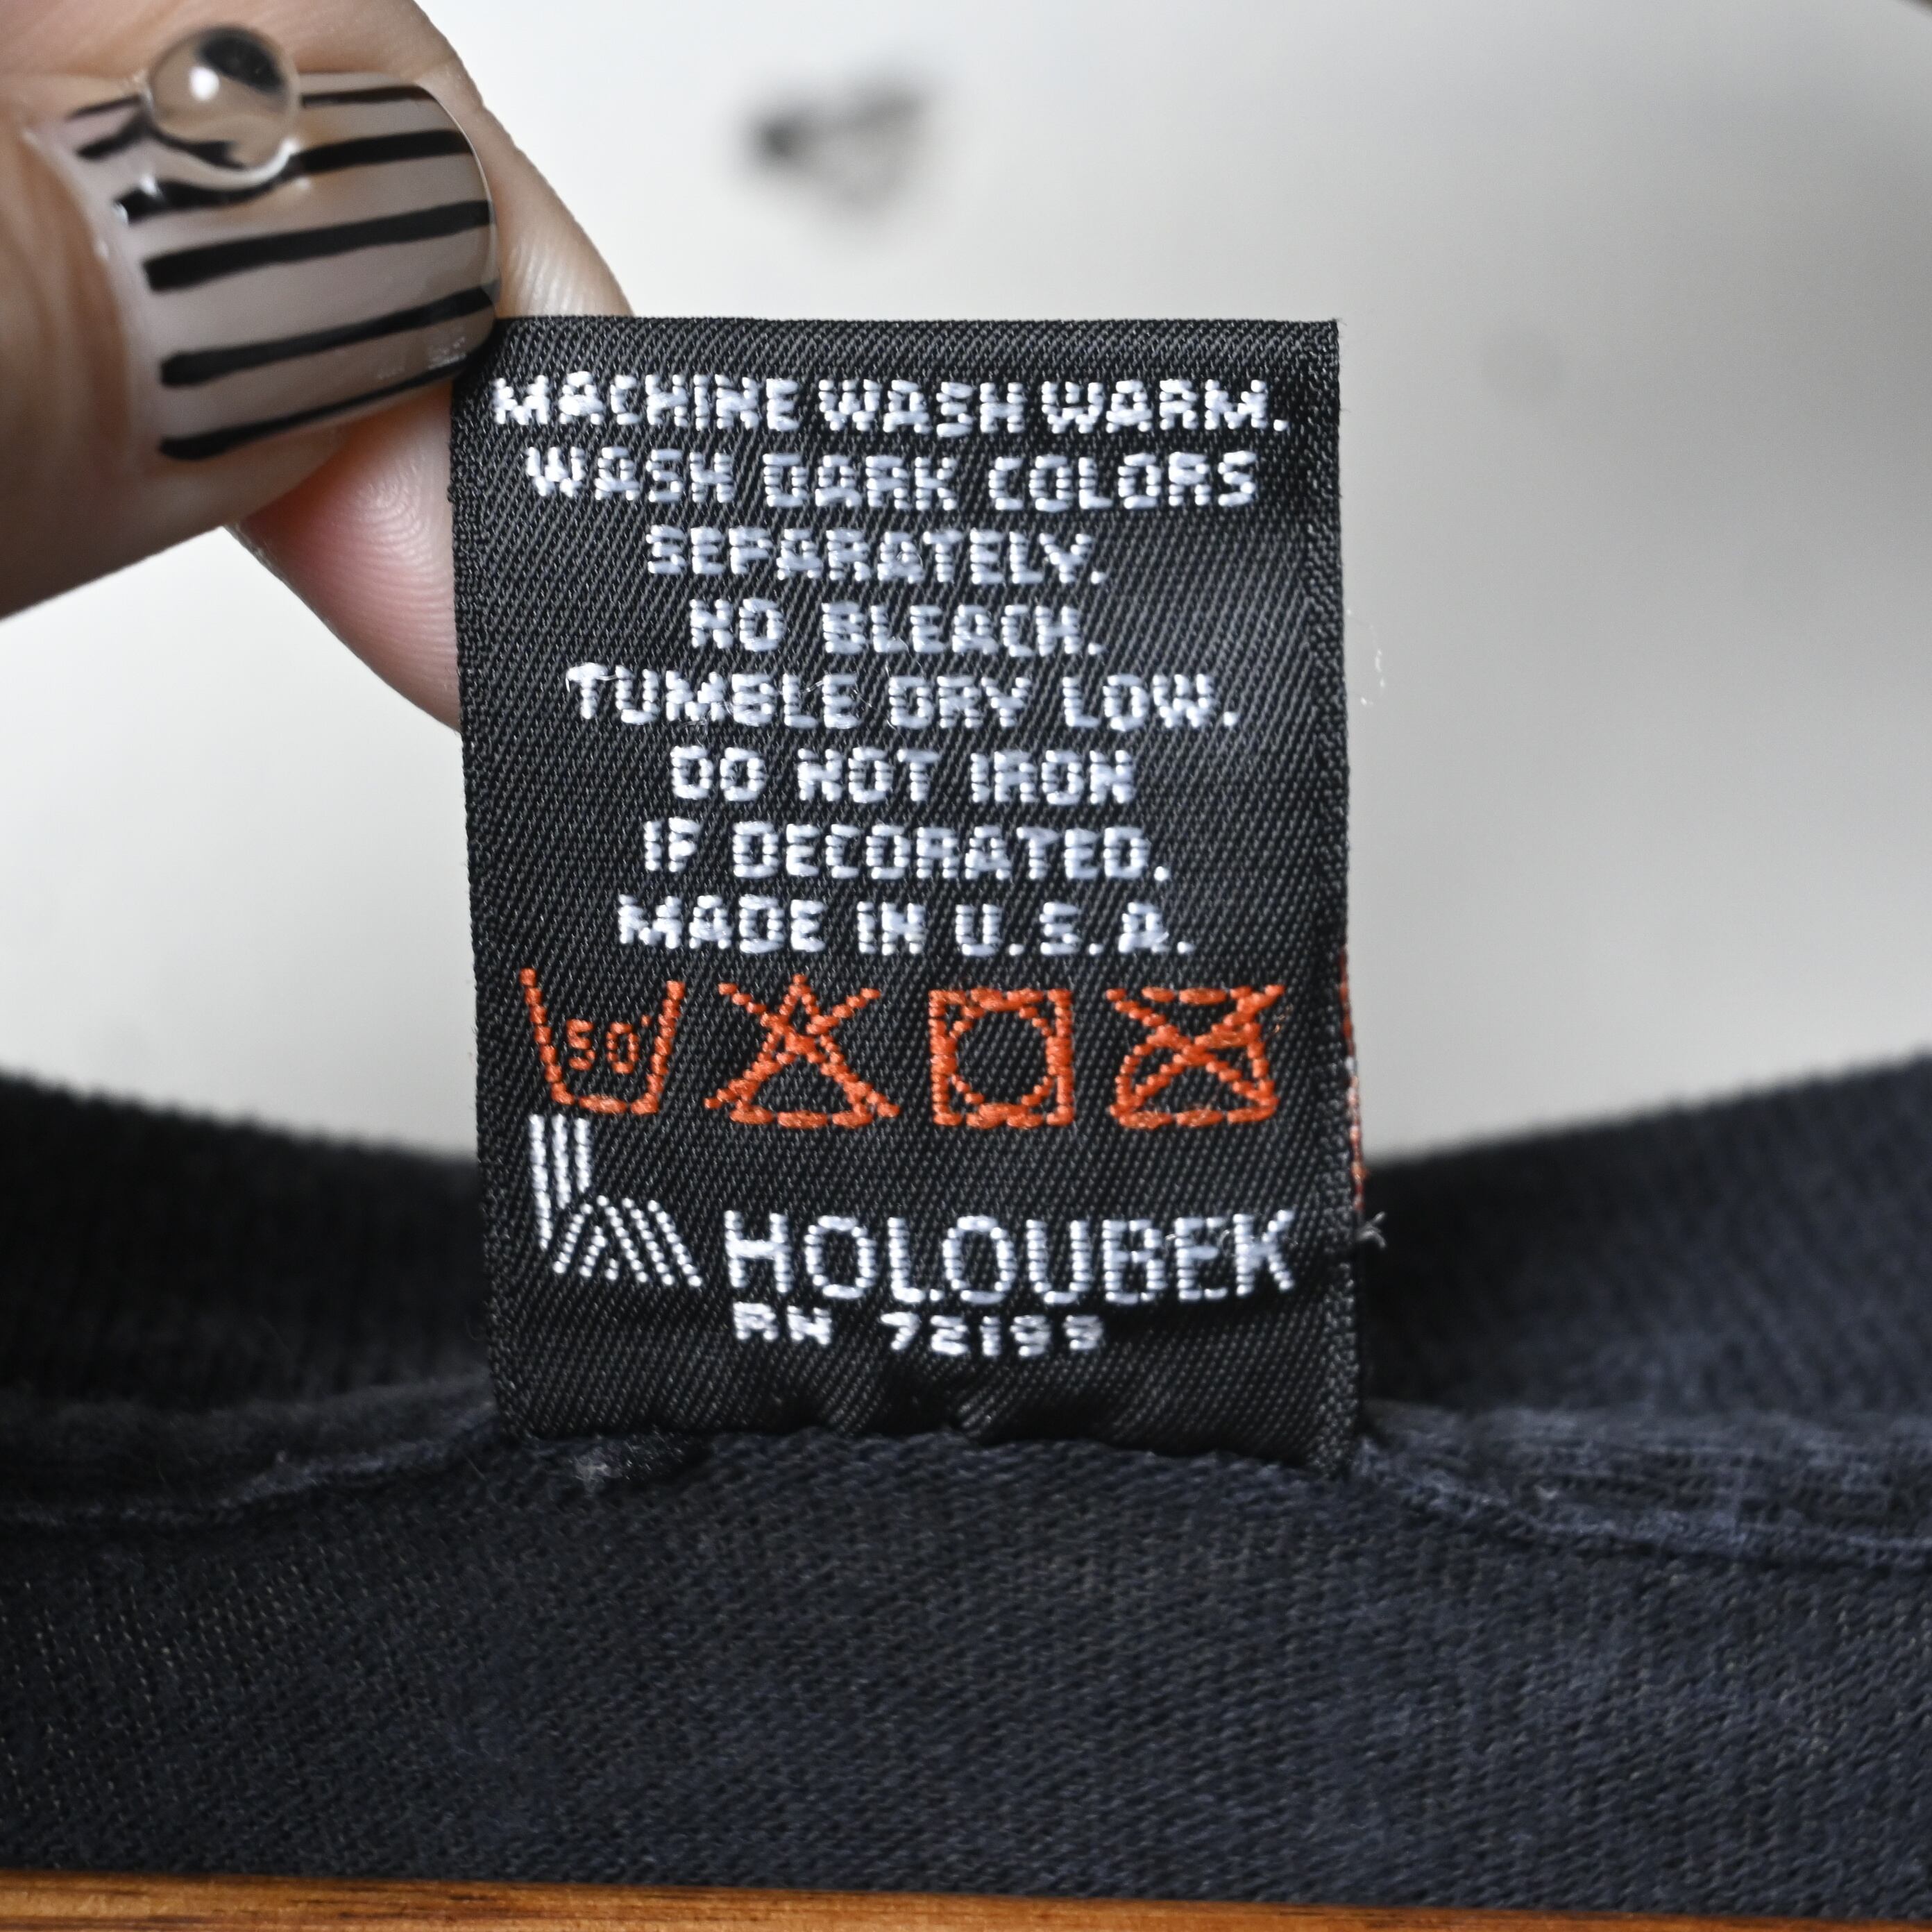 MACHINE WASH WARM.
WASH DARK COLORS
SEPARATELY.
NO BLEACH.
TUMBLE DRY LOW.
DO NOT IRON
IF DECORATED.
MADE IN U.S.A.
50°
HOLOUBEK
RN 72199